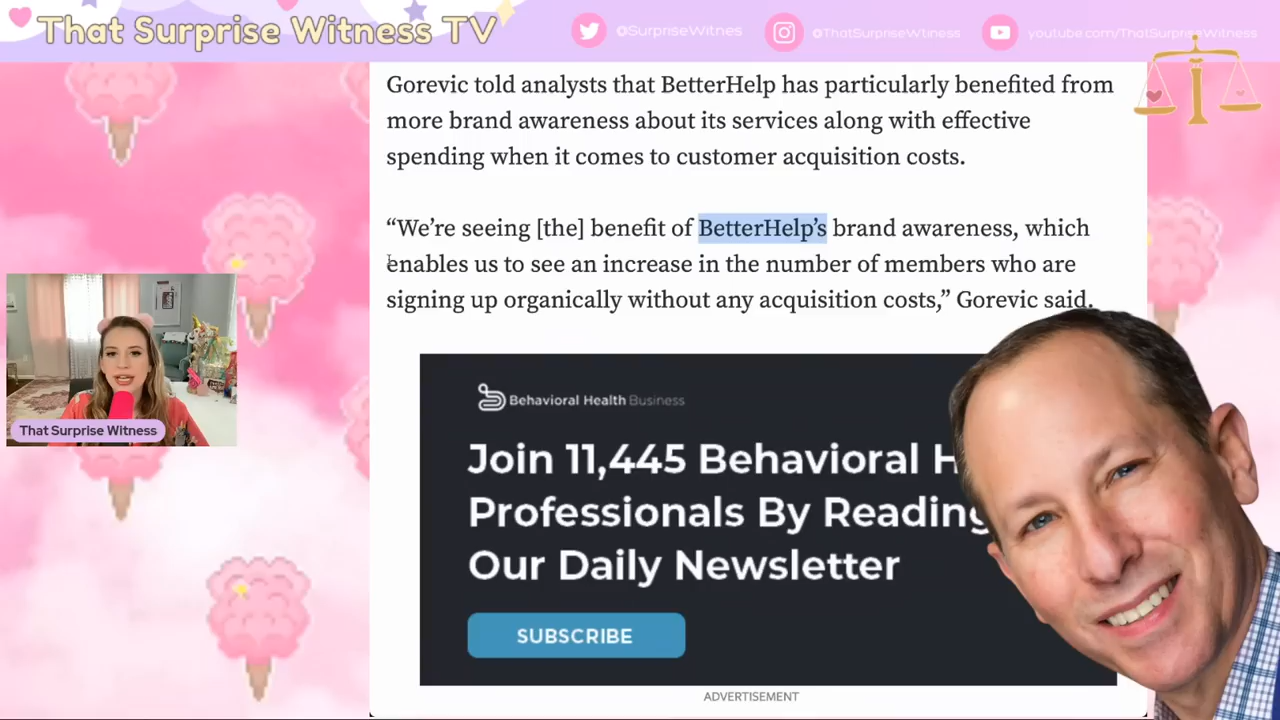 That Surprise Witness TV
@SurpriseWitnes
@ThatSurpriseWitness
youtube.com/ThatSurpriseWitness
Gorevic told analysts that BetterHelp has particularly benefited from
more brand awareness about its services along with effective
spending when it comes to customer acquisition costs.
“We’re seeing [the] benefit of BetterHelp’s brand awareness, which
enables us to see an increase in the number of members who are
signing up organically without any acquisition costs,” Gorevic said.
That Surprise Witness
Behavioral Health Business
Join 11,445 Behavioral H
Professionals By Reading
Our Daily Newsletter
SUBSCRIBE
ADVERTISEMENT